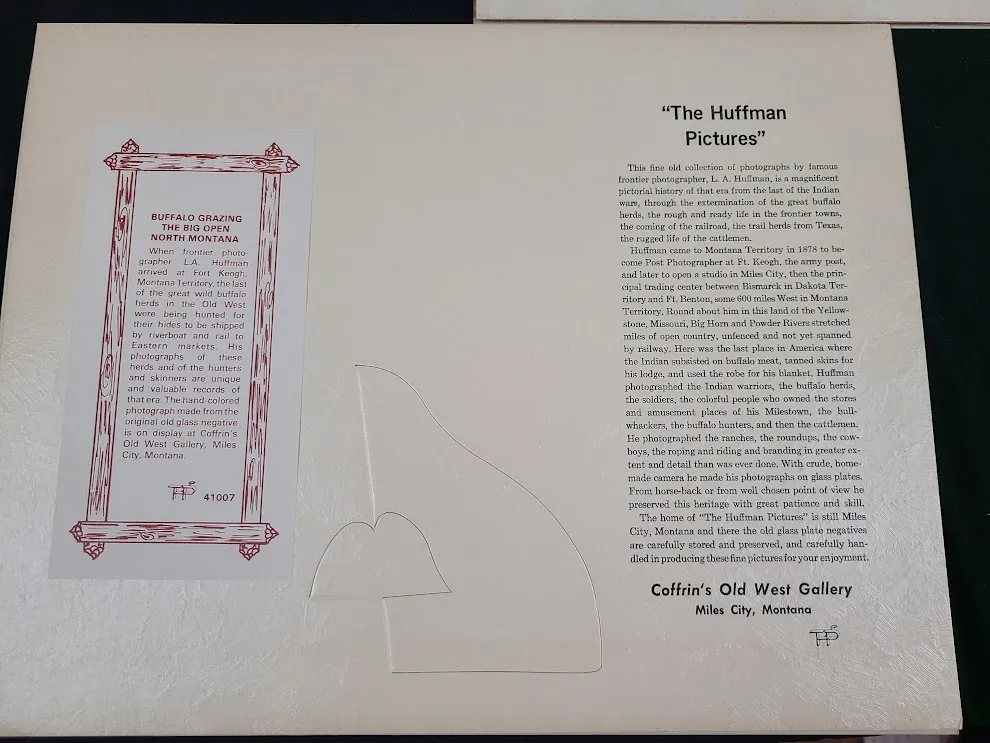 BUFFALO GRAZING
THE BIG OPEN
NORTH MONTANA
When frontier photo-
grapher L.A. Huffman
arrived at Fort Keogh,
Montana Territory, the last
of the great wild buffalo
herds in the Old West
were being hunted for
their hides to be shipped
by riverboat and rail to
Eastern markets. His
photographs of these
herds and of the hunters
and skinners are unique
and valuable records of
that era. The hand-colored
photograph made from the
original old glass negative
is on display at Coffrin's
Old West Gallery, Miles
City, Montana.
41007
"The Huffman
Pictures"
This fine old collection of photographs by famous
frontier photographer, L. A. Huffman, is a magnificent
pictorial history of that era from the last of the Indian
wars, through the extermination of the great buffalo
herds, the rough and ready life in the frontier towns,
the coming of the railroad, the trail herds from Texas,
the rugged life of the cattlemen.
Huffman came to Montana Territory in 1878 to be-
come Post Photographer at Ft. Keogh, the army post,
and later to open a studio in Miles City, then the prin-
cipal trading center between Bismarck in Dakota Ter-
ritory and Ft. Benton, some 600 miles West in Montana
Territory. Round about him in this land of the Yellow-
stone, Missouri, Big Horn and Powder Rivers stretched
miles of open country, unfenced and not yet spanned
by railway. Here was the last place in America where
the Indian subsisted on buffalo meat, tanned skins for
his lodge, and used the robe for his blanket. Huffman
photographed the Indian warriors, the buffalo herds,
the soldiers, the colorful people who owned the stores
and amusement places of his Milestown, the bull-
whackers, the buffalo hunters, and then the cattlemen.
He photographed the ranches, the roundups, the cow-
boys, the roping and riding and branding in greater ex-
tent and detail than was ever done. With crude, home-
made camera he made his photographs on glass plates.
From horse-back or from well chosen point of view he
preserved this heritage with great patience and skill.
The home of "The Huffman Pictures" is still Miles
City, Montana and there the old glass plate negatives
are carefully stored and preserved, and carefully han-
dled in producing these fine pictures for your enjoyment.
Coffrin's Old West Gallery
Miles City, Montana